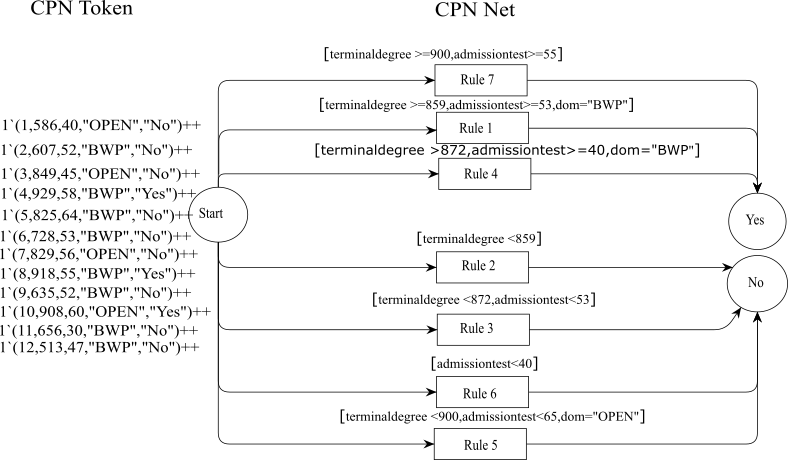 CPN Token
CPN Net
1`(1,586,40,"OPEN","No")++
1`(2,607,52,"BWP","No")++
1`(3,849,45,"OPEN","No")++
1`(4,929,58,"BWP","Yes")++
1`(5,825,64,"BWP","No")++
1`(6,728,53,"BWP","No")++
1`(7,829,56,"OPEN","No")++
1`(8,918,55,"BWP","Yes")++
1`(9,635,52,"BWP","No")++
1`(10,908,60,"OPEN","Yes")++
1`(11,656,30,"BWP","No")++
1`(12,513,47,"BWP","No")++
Start
[terminaldegree >=900,admissiontest>=55]
Rule 7
[terminaldegree >=859,admissiontest>=53,dom="BWP"]
Rule 1
[terminaldegree >872,admissiontest>=40,dom="BWP"]
Rule 4
Yes
[terminaldegree <859]
Rule 2
No
[terminaldegree <872,admissiontest<53]
Rule 3
[admissiontest<40]
Rule 6
[terminaldegree <900,admissiontest<65,dom="OPEN"]
Rule 5